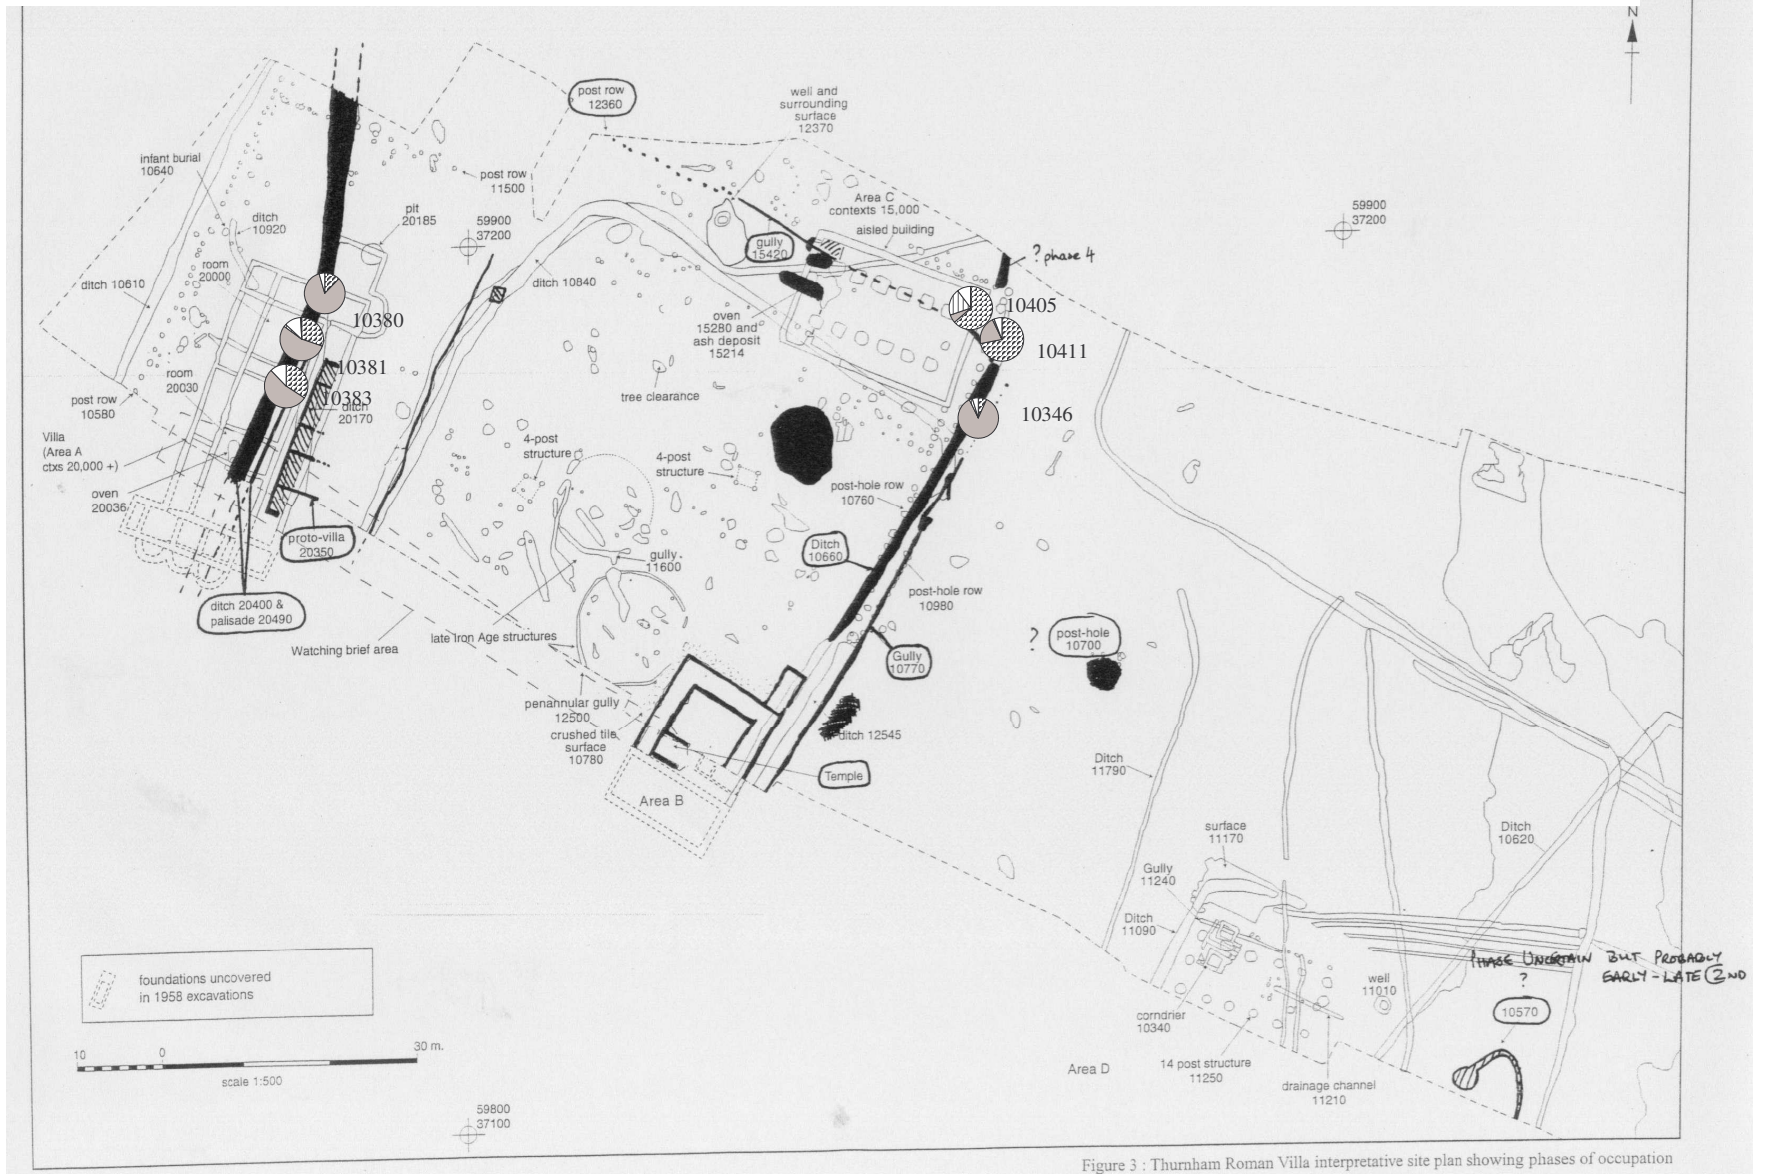 N
post row
12360
well and
surrounding
surface
12370
infant burial
10640
post row
11500
ditch
10920
pit
20185
59900
37200
Area C
contexts 15,000
aisled building
59900
37200
gully
15420
? phase 4
room
20000
ditch 10610
ditch 10840
10380
oven
15280 and
ash deposit
15214
10405
10411
10381
room
20030
10383
ditch
20170
tree clearance
post row
10580
10346
Villa
(Area A
ctxs 20,000 +)
4-post
structure
4-post
structure
oven
20036
post-hole row
10760
proto-villa
20350
Ditch
10660
gully
11600
post-hole row
10980
ditch 20400 &
palisade 20490
late Iron Age structures
Watching brief area
?
post-hole
10700
Gully
10770
penannular gully
12500
crushed tile
surface
10780
ditch 12545
Temple
Area B
Ditch
11790
surface
11170
Ditch
10620
Gully
11240
Ditch
11090
PHASE UNCERTAIN BUT PROBABLY
EARLY - LATE 2ND
?
10570
foundations uncovered
in 1958 excavations
well
11010
corndrier
10340
10
0
30 m.
scale 1:500
Area D
14 post structure
11250
drainage channel
11210
59800
37100
Figure 3 : Thurnham Roman Villa interpretative site plan showing phases of occupation